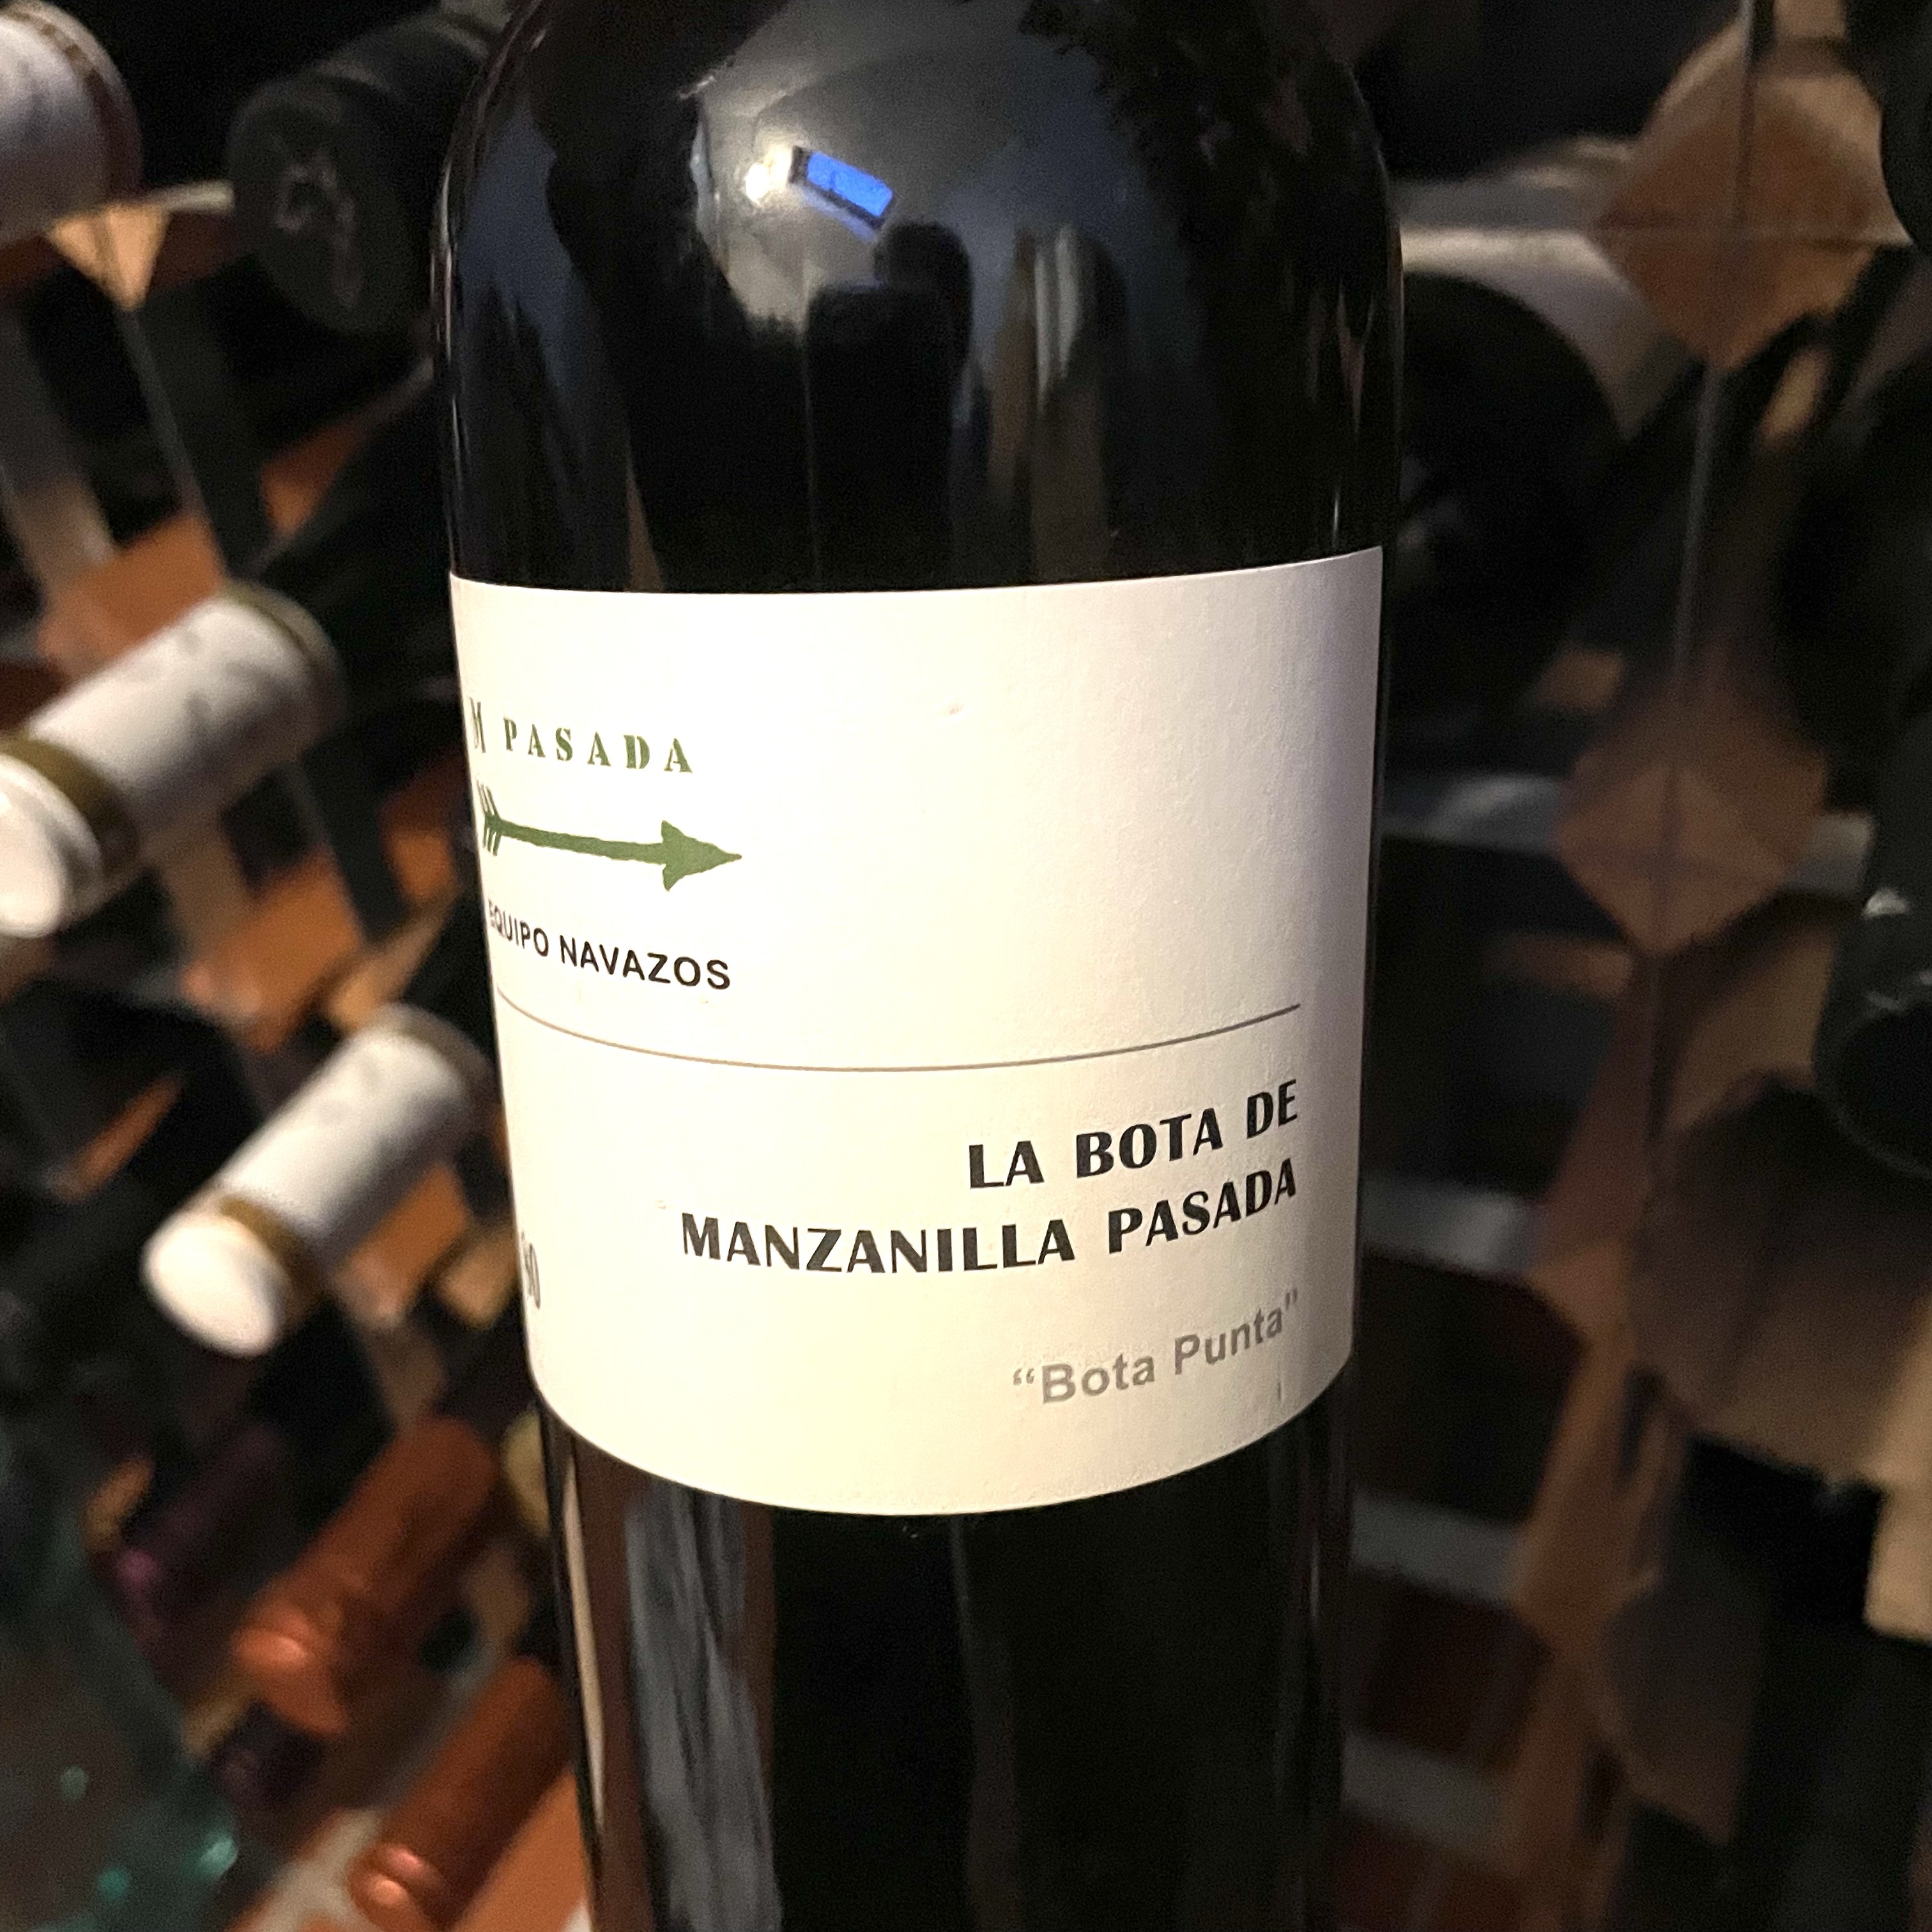 M PASADA
EQUIPO NAVAZOS
LA BOTA DE
MANZANILLA PASADA
“Bota Punta”